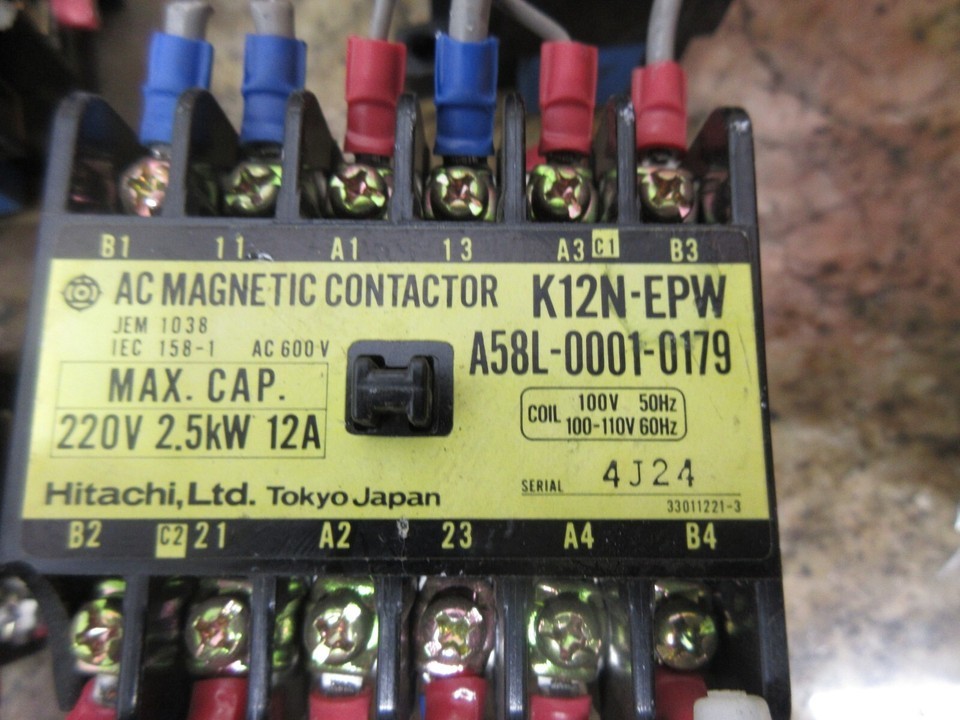 B1 11 A1 13 A3 C1 B3
AC MAGNETIC CONTACTOR K12N-EPW
JEM 1038
IEC 158-1 AC 600V
A58L-0001-0179
MAX. CAP.
220V 2.5kW 12A
COIL 100V 50Hz
100-110V 60Hz
SERIAL 4J24
Hitachi, Ltd. Tokyo Japan
33011221-3
B2 C2 21 A2 23 A4 B4